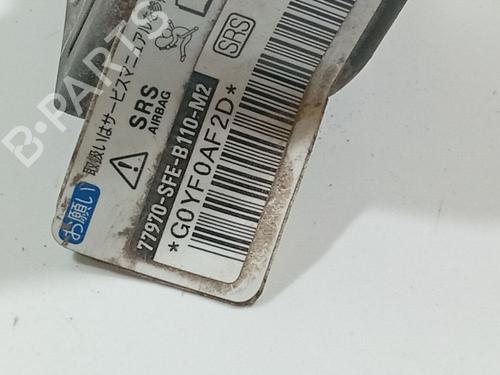 お願い
取扱いはサービスマニュアル
SRS
AIRBAG
77970-SFE-B110-M2
*G0YF0AF2D*
SRS
B-PARTS